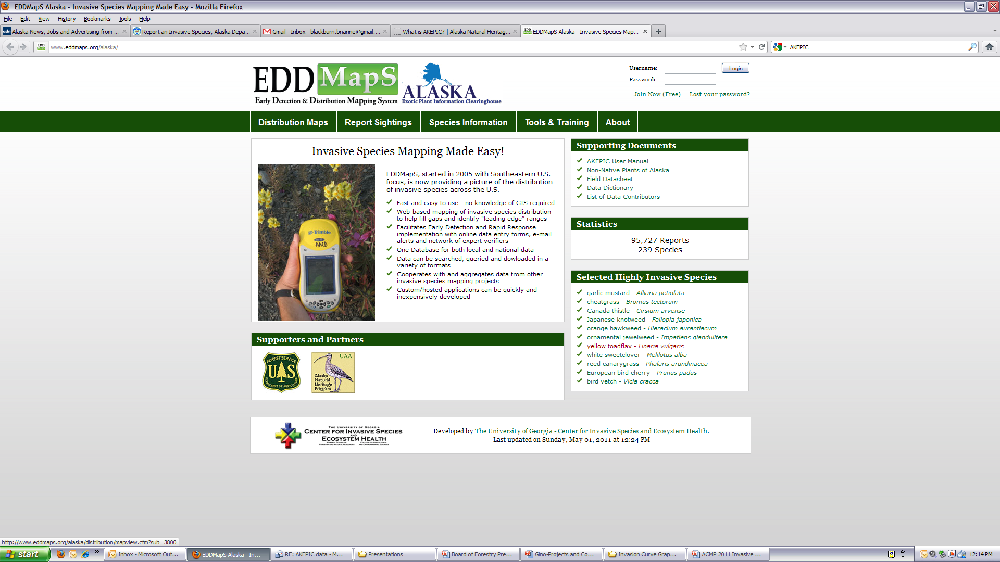 EDDMapS Alaska - Invasive Species Mapping Made Easy - Mozilla Firefox
File Edit View History Bookmarks Tools Help
adn Alaska News, Jobs and Advertising from ...
Report an Invasive Species, Alaska Depa...
Gmail - Inbox - blackburn.brianne@gmail....
What is AKEPIC? | Alaska Natural Heritag...
EDDMapS Alaska - Invasive Species Map...
www.eddmaps.org/alaska/
AKEPIC
EDDMapS
Early Detection & Distribution Mapping System
ALASKA
Exotic Plant Information Clearinghouse
Username:
Password:
Login
Join Now (Free) Lost your password?
Distribution Maps Report Sightings Species Information Tools & Training About
Invasive Species Mapping Made Easy!
Trimble
AACD
EDDMapS, started in 2005 with Southeastern U.S.
focus, is now providing a picture of the distribution
of invasive species across the U.S.
Fast and easy to use - no knowledge of GIS required
Web-based mapping of invasive species distribution
to help fill gaps and identify "leading edge" ranges
Facilitates Early Detection and Rapid Response
implementation with online data entry forms, e-mail
alerts and network of expert verifiers
One Database for both local and national data
Data can be searched, queried and dowloaded in a
variety of formats
Cooperates with and aggregates data from other
invasive species mapping projects
Custom/hosted applications can be quickly and
inexpensively developed
Supporters and Partners
FOREST SERVICE
UAS
DEPARTMENT OF AGRICULTURE
UAA
Alaska
Natural
Heritage
Program
Supporting Documents
AKEPIC User Manual
Non-Native Plants of Alaska
Field Datasheet
Data Dictionary
List of Data Contributors
Statistics
95,727 Reports
239 Species
Selected Highly Invasive Species
garlic mustard - Alliaria petiolata
cheatgrass - Bromus tectorum
Canada thistle - Cirsium arvense
Japanese knotweed - Fallopia japonica
orange hawkweed - Hieracium aurantiacum
ornamental jewelweed - Impatiens glandulifera
yellow toadflax - Linaria vulgaris
white sweetclover - Melilotus alba
reed canarygrass - Phalaris arundinacea
European bird cherry - Prunus padus
bird vetch - Vicia cracca
THE UNIVERSITY OF GEORGIA
CENTER FOR INVASIVE SPECIES
AND
ECOSYSTEM HEALTH
WARNELL SCHOOL OF FORESTRY AND NATURAL RESOURCES
COLLEGE OF AGRICULTURAL AND ENVIRONMENTAL SCIENCES
Developed by The University of Georgia - Center for Invasive Species and Ecosystem Health.
Last updated on Sunday, May 01, 2011 at 12:24 PM
http://www.eddmaps.org/alaska/distribution/mapview.cfm?sub=3800
start
Inbox - Microsoft Out...
EDDMapS Alaska - In...
RE: AKEPIC data - M...
Presentations
Board of Forestry Pre...
Gino-Projects and Co...
Invasion Curve Grap...
ACMP 2011 Invasive ...
12:14 PM